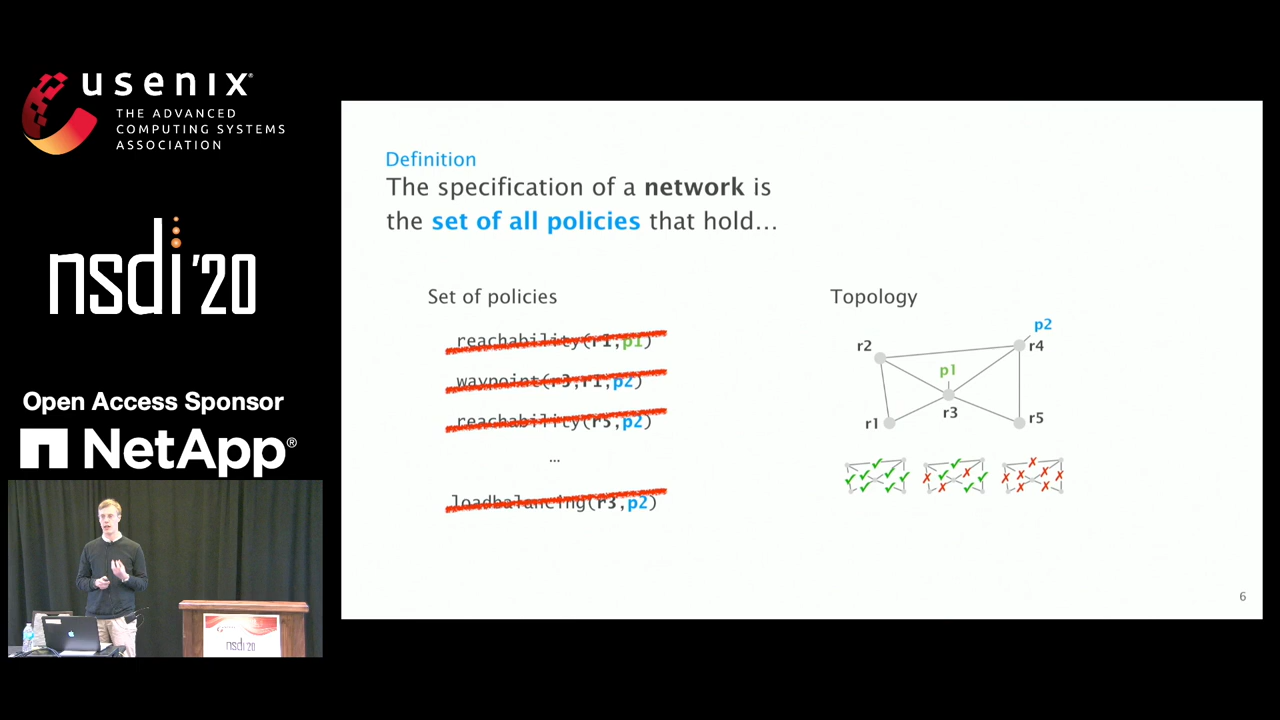 usenix
THE ADVANCED
COMPUTING SYSTEMS
ASSOCIATION
nsdi '20
Open Access Sponsor
NetApp®
nsdi '20
Definition
The specification of a network is
the set of all policies that hold...
Set of policies
reachability(r1,p1)
waypoint(r3,r1,p2)
reachability(r5,p2)
...
loadbalancing(r3,p2)
Topology
p2
r2
r4
p1
r3
r1
r5
6